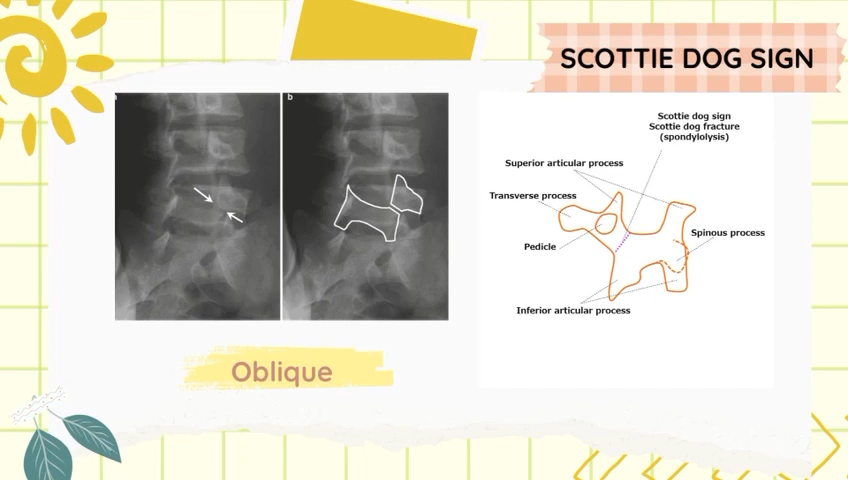 SCOTTIE DOG SIGN
b
Scottie dog sign
Scottie dog fracture
(spondylolysis)
Superior articular process
Transverse process
Spinous process
Pedicle
Inferior articular process
Oblique